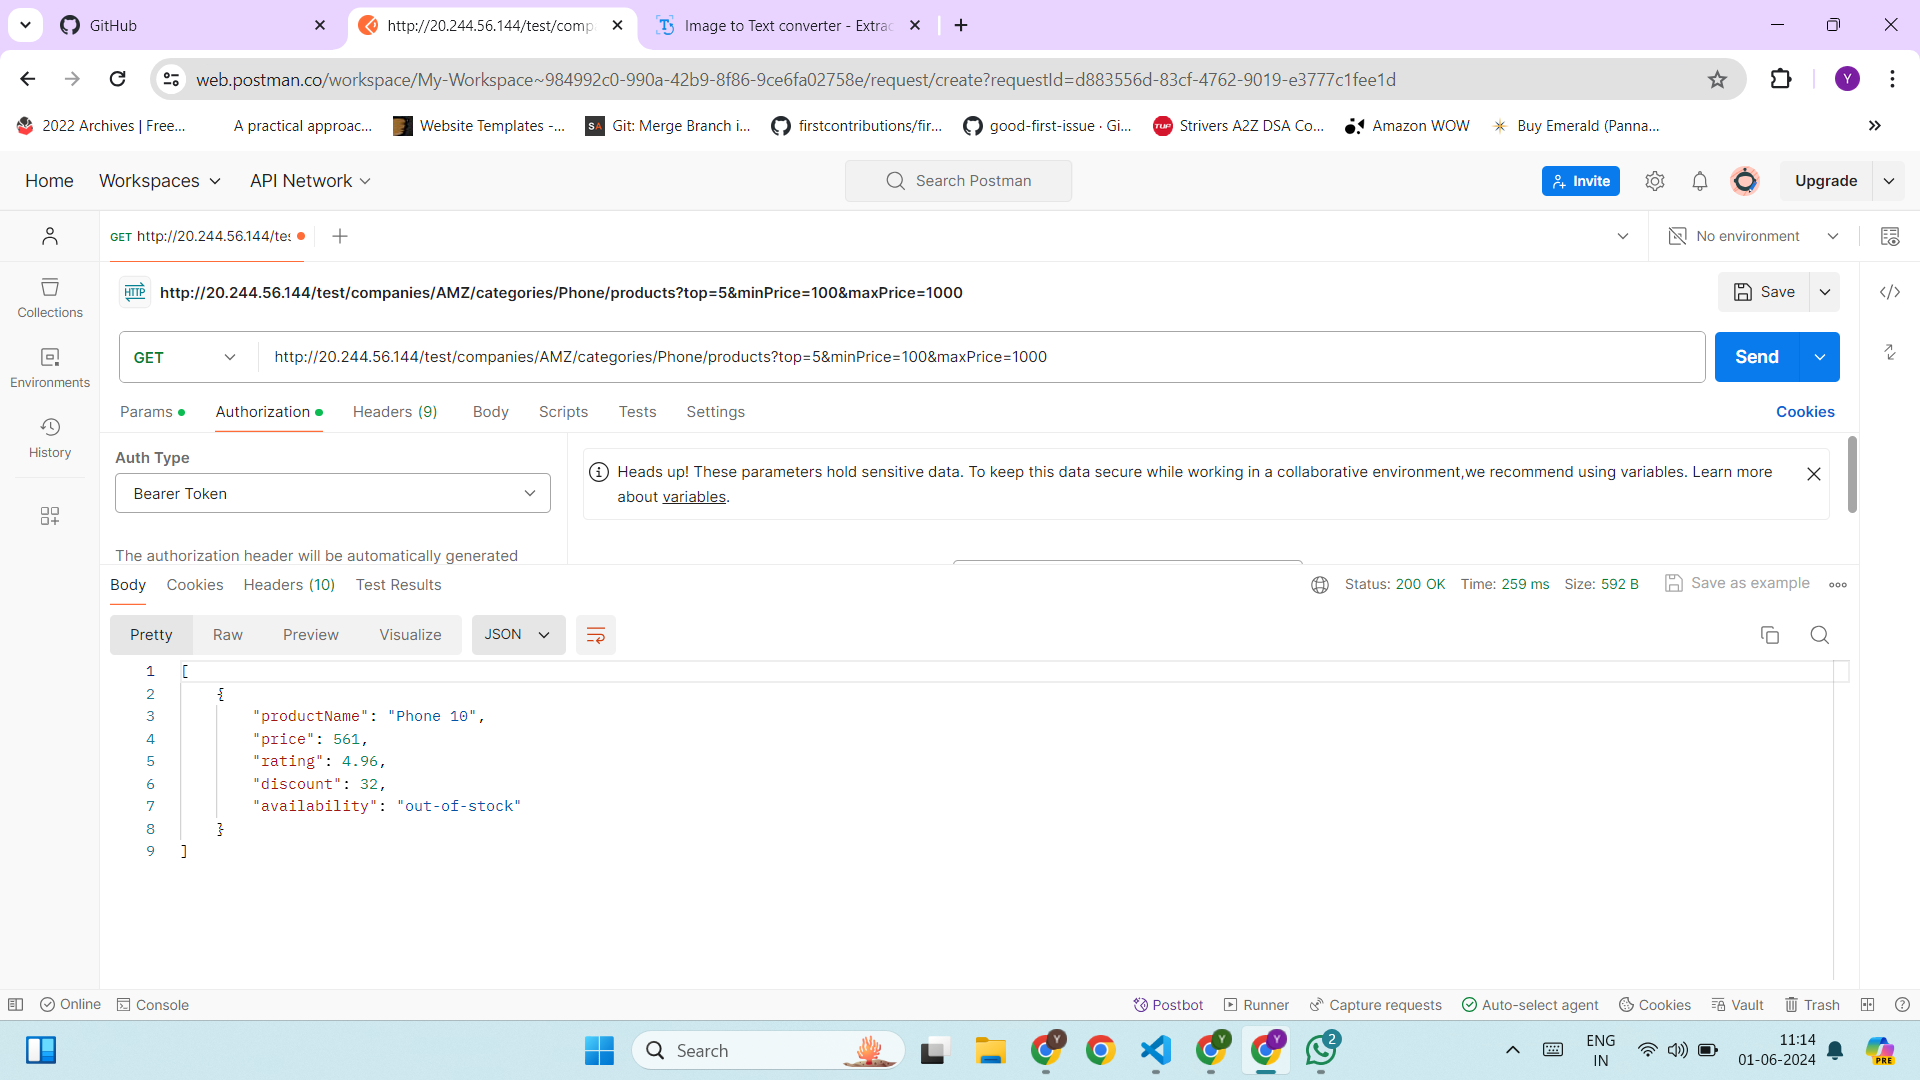 GitHub
http://20.244.56.144/test/comp
Image to Text converter - Extrac
web.postman.co/workspace/My-Workspace~984992c0-990a-42b9-8f86-9ce6fa02758e/request/create?requestId=d883556d-83cf-4762-9019-e3777c1fee1d
Y
2022 Archives | Free...
A practical approac...
Website Templates -...
SA
Git: Merge Branch i...
firstcontributions/fir...
good-first-issue · Gi...
TUF
Strivers A2Z DSA Co...
Amazon WOW
Buy Emerald (Panna...
Home
Workspaces
API Network
Search Postman
Invite
Upgrade
GET http://20.244.56.144/tes
No environment
HTTP
http://20.244.56.144/test/companies/AMZ/categories/Phone/products?top=5&minPrice=100&maxPrice=1000
Save
Collections
GET
http://20.244.56.144/test/companies/AMZ/categories/Phone/products?top=5&minPrice=100&maxPrice=1000
Send
Environments
Params
Authorization
Headers (9)
Body
Scripts
Tests
Settings
Cookies
History
Auth Type
Bearer Token
Heads up! These parameters hold sensitive data. To keep this data secure while working in a collaborative environment,we recommend using variables. Learn more
about variables.
The authorization header will be automatically generated
Body
Cookies
Headers (10)
Test Results
Status: 200 OK
Time: 259 ms
Size: 592 B
Save as example
Pretty
Raw
Preview
Visualize
JSON
1 [
2 {
3 "productName": "Phone 10",
4 "price": 561,
5 "rating": 4.96,
6 "discount": 32,
7 "availability": "out-of-stock"
8 }
9 ]
Online
Console
Postbot
Runner
Capture requests
Auto-select agent
Cookies
Vault
Trash
Search
Y
Y
Y
2
ENG
IN
11:14
01-06-2024
PRE